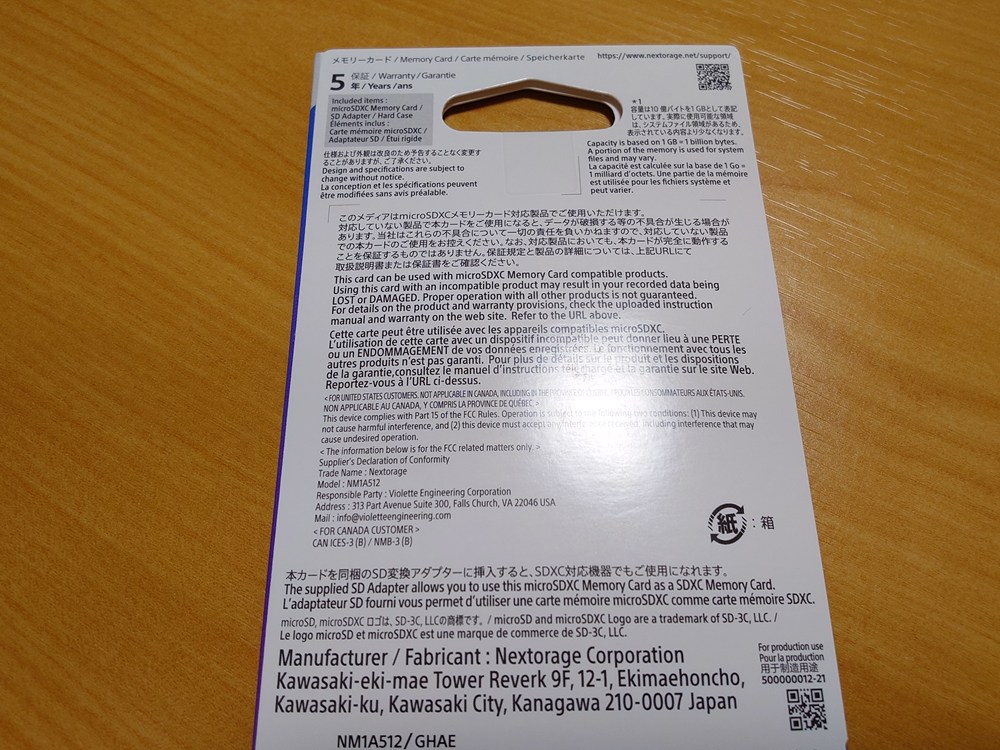 メモリーカード / Memory Card / Carte mémoire / Speicherkarte
https://www.nextorage.net/support/
5 保証 / Warranty / Garantie
年 / Years / ans
Included items :
microSDXC Memory Card /
SD Adapter / Hard Case
Éléments inclus :
Carte mémoire microSDXC /
Adaptateur SD / Étui rigide
仕様および外観は改良のため予告することなく変更す
ることがありますが、ご了承ください。
Design and specifications are subject to
change without notice.
La conception et les spécifications peuvent
être modifiées sans avis préalable.
*1
容量は10 億バイトを1 GBとして表記
しています。実際に使用可能な領域
は、システムファイル領域があるため、
表示されている内容より少なくなります。
Capacity is based on 1 GB = 1 billion bytes.
A portion of the memory is used for system
files and may vary.
La capacité est calculée sur la base de 1 Go =
1 milliard d'octets. Une partie de la mémoire
est utilisée pour les fichiers système et
peut varier.
このメディアはmicroSDXCメモリーカード対応製品でご使用いただけます。
対応していない製品で本カードをご使用になると、データが破損する等の不具合が生じる場合が
あります。当社はこれらの不具合について一切の責任を負いかねますので、対応していない製品
での本カードのご使用をお控えください。なお、対応製品においても、本カードが完全に動作する
ことを保証するものではありません。保証規定と製品の詳細については、上記URLにて
取扱説明書または保証書をご確認ください。
This card can be used with microSDXC Memory Card compatible products.
Using this card with an incompatible product may result in your recorded data being
LOST or DAMAGED. Proper operation with all other products is not guaranteed.
For details on the product and warranty provisions, check the uploaded instruction
manual and warranty on the web site. Refer to the URL above.
Cette carte peut être utilisée avec les appareils compatibles microSDXC.
L'utilisation de cette carte avec un dispositif incompatible peut donner lieu à une PERTE
ou un ENDOMMAGEMENT de vos données enregistrées. Le fonctionnement avec tous les
autres produits n'est pas garanti. Pour plus de détails sur le produit et les dispositions
de la garantie, consultez le manuel d'instructions téléchargé et la garantie sur le site Web.
Reportez-vous à l'URL ci-dessus.
< FOR UNITED STATES CUSTOMERS. NOT APPLICABLE IN CANADA, INCLUDING IN THE PROVINCE OF QUEBEC. / POUR LES CONSOMMATEURS AUX ÉTATS-UNIS.
NON APPLICABLE AU CANADA, Y COMPRIS LA PROVINCE DE QUÉBEC. >
This device complies with Part 15 of the FCC Rules. Operation is subject to the following two conditions: (1) This device may
not cause harmful interference, and (2) this device must accept any interference received, including interference that may
cause undesired operation.
< The information below is for the FCC related matters only. >
Supplier's Declaration of Conformity
Trade Name : Nextorage
Model : NM1A512
Responsible Party : Violette Engineering Corporation
Address : 313 Part Avenue Suite 300, Falls Church, VA 22046 USA
Mail : info@violetteengineering.com
< FOR CANADA CUSTOMER >
CAN ICES-3 (B) / NMB-3 (B)
紙 : 箱
本カードを同梱のSD変換アダプターに挿入すると、SDXC対応機器でもご使用になれます。
The supplied SD Adapter allows you to use this microSDXC Memory Card as a SDXC Memory Card.
L'adaptateur SD fourni vous permet d'utiliser une carte mémoire microSDXC comme carte mémoire SDXC.
microSD, microSDXC ロゴは、SD-3C, LLCの商標です。 / microSD and microSDXC Logo are a trademark of SD-3C, LLC. /
Le logo microSD et microSDXC est une marque de commerce de SD-3C, LLC.
Manufacturer / Fabricant : Nextorage Corporation
Kawasaki-eki-mae Tower Reverk 9F, 12-1, Ekimaehoncho,
Kawasaki-ku, Kawasaki City, Kanagawa 210-0007 Japan
For production use
Pour la production
用于制造用途
500000012-21
NM1A512 / GHAE